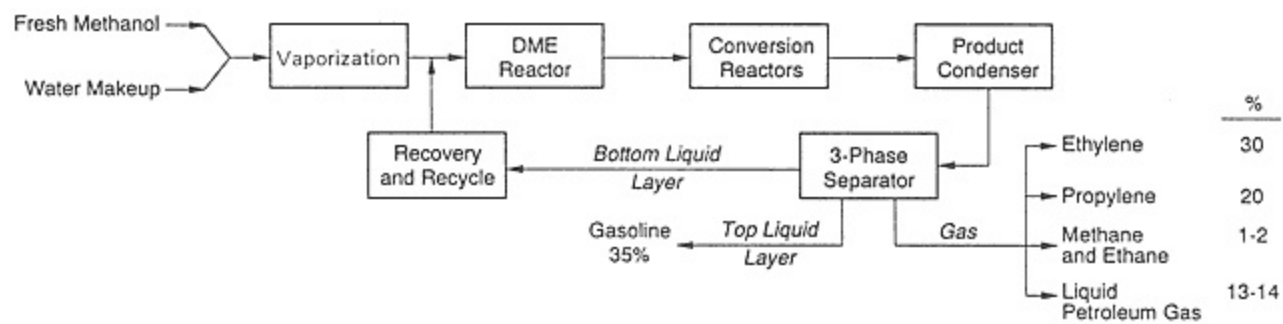 Fresh Methanol
Water Makeup
Vaporization
DME
Reactor
Conversion
Reactors
Product
Condenser
Recovery
and Recycle
Bottom Liquid
Layer
3-Phase
Separator
Gasoline
35%
Top Liquid
Layer
Gas
%
Ethylene 30
Propylene 20
Methane 1-2
and Ethane
Liquid 13-14
Petroleum Gas